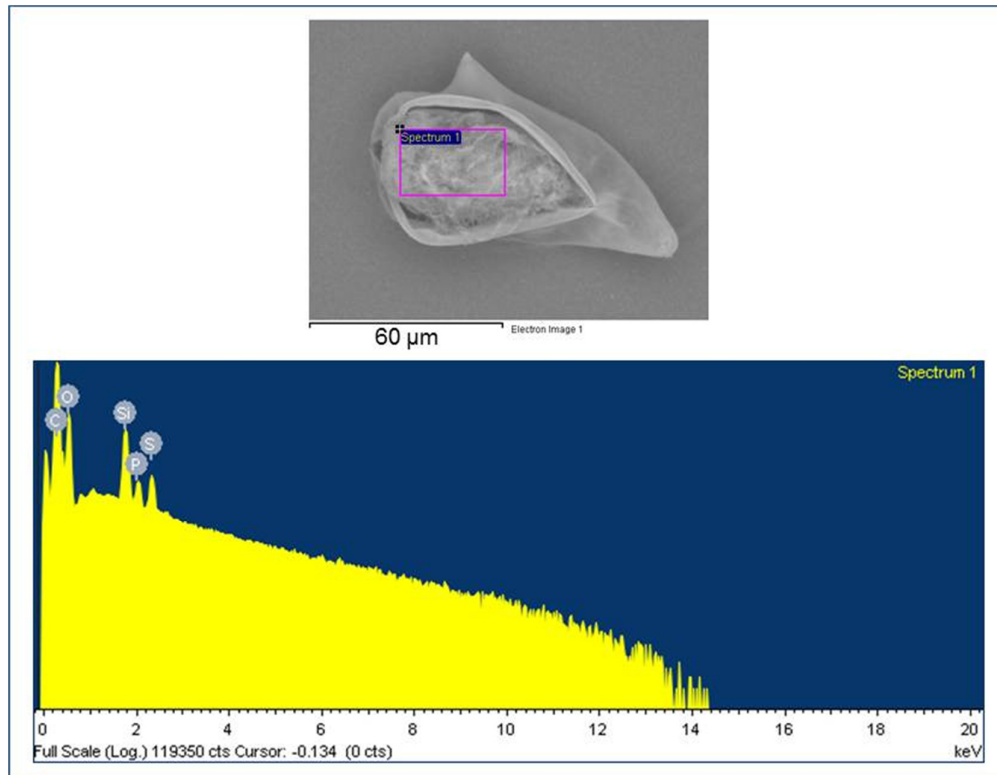 Spectrum 1
60 µm Electron Image 1
Spectrum 1
O
C Si
S
P
0 2 4 6 8 10 12 14 16 18 20
Full Scale (Log.) 119350 cts Cursor: -0.134 (0 cts) keV